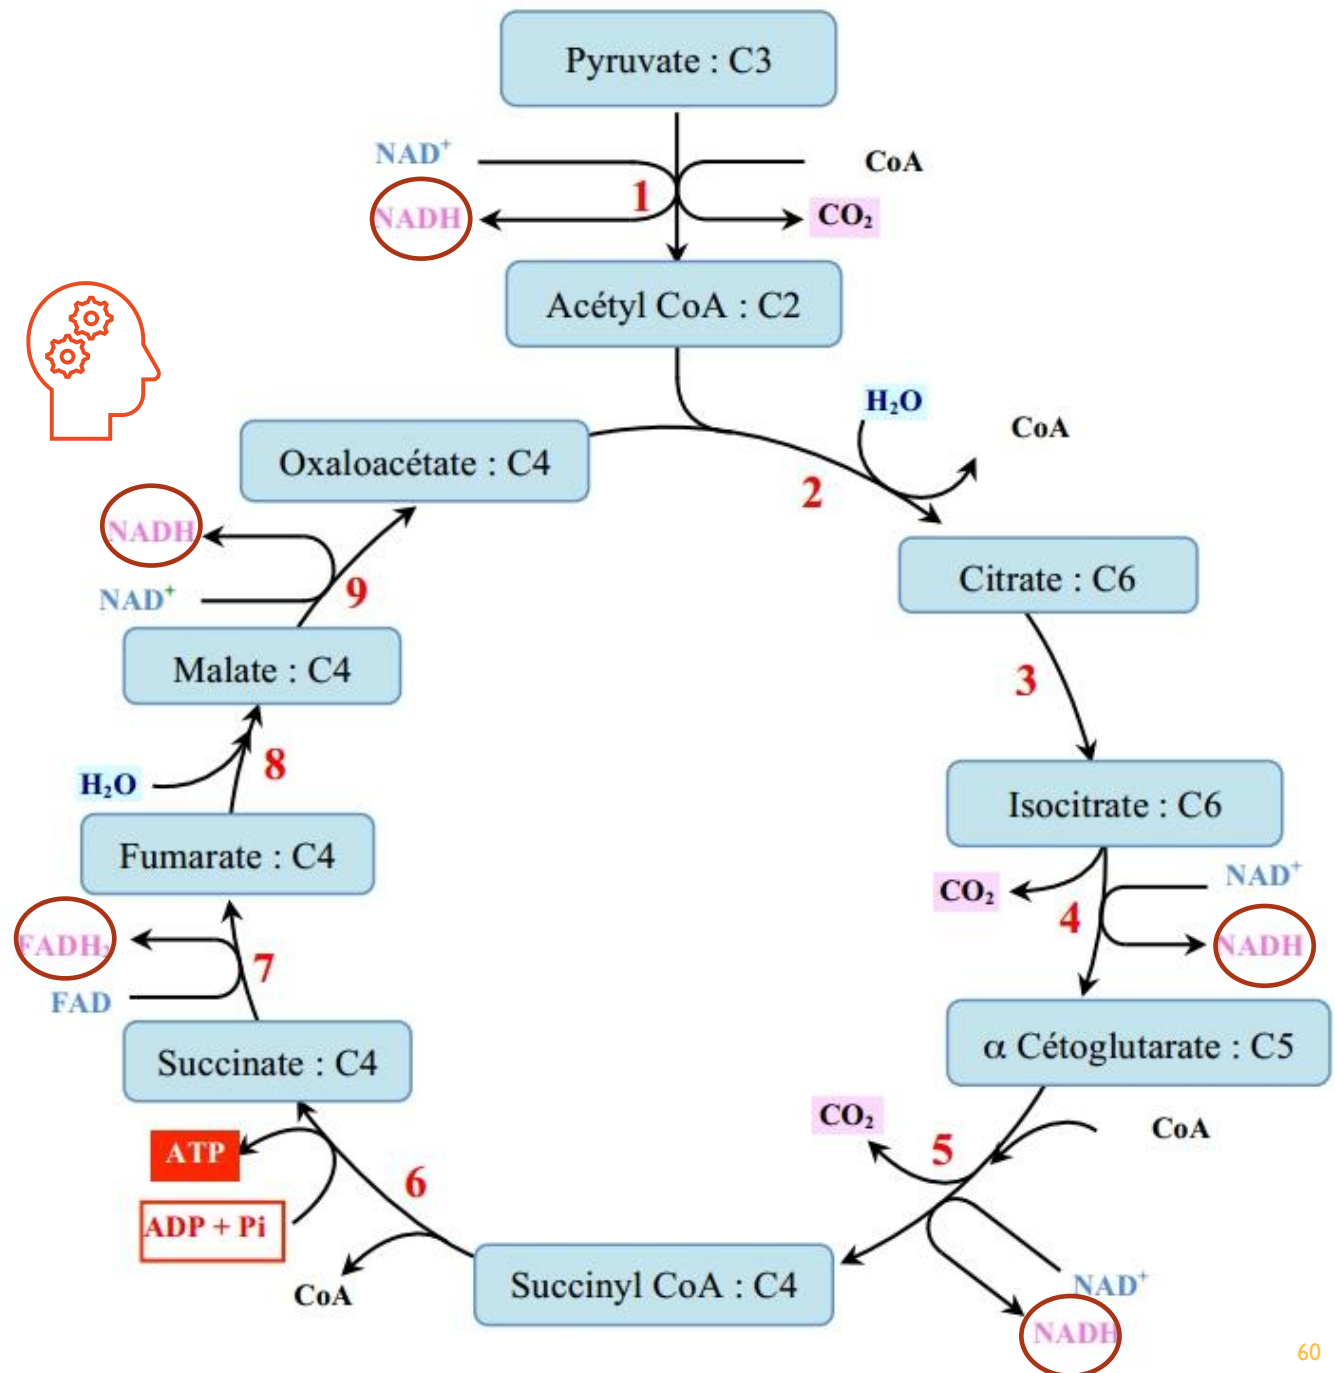 Pyruvate : C3
NAD⁺
CoA
1
NADH
CO₂
Acétyl CoA : C2
H₂O
CoA
Oxaloacétate : C4
2
NADH
NAD⁺
9
Citrate : C6
Malate : C4
3
8
H₂O
Isocitrate : C6
Fumarate : C4
CO₂
NAD⁺
4
FADH₂
NADH
7
FAD
α Cétoglutarate : C5
Succinate : C4
CO₂
CoA
ATP
5
6
ADP + Pi
Succinyl CoA : C4
CoA
NAD⁺
NADH
60